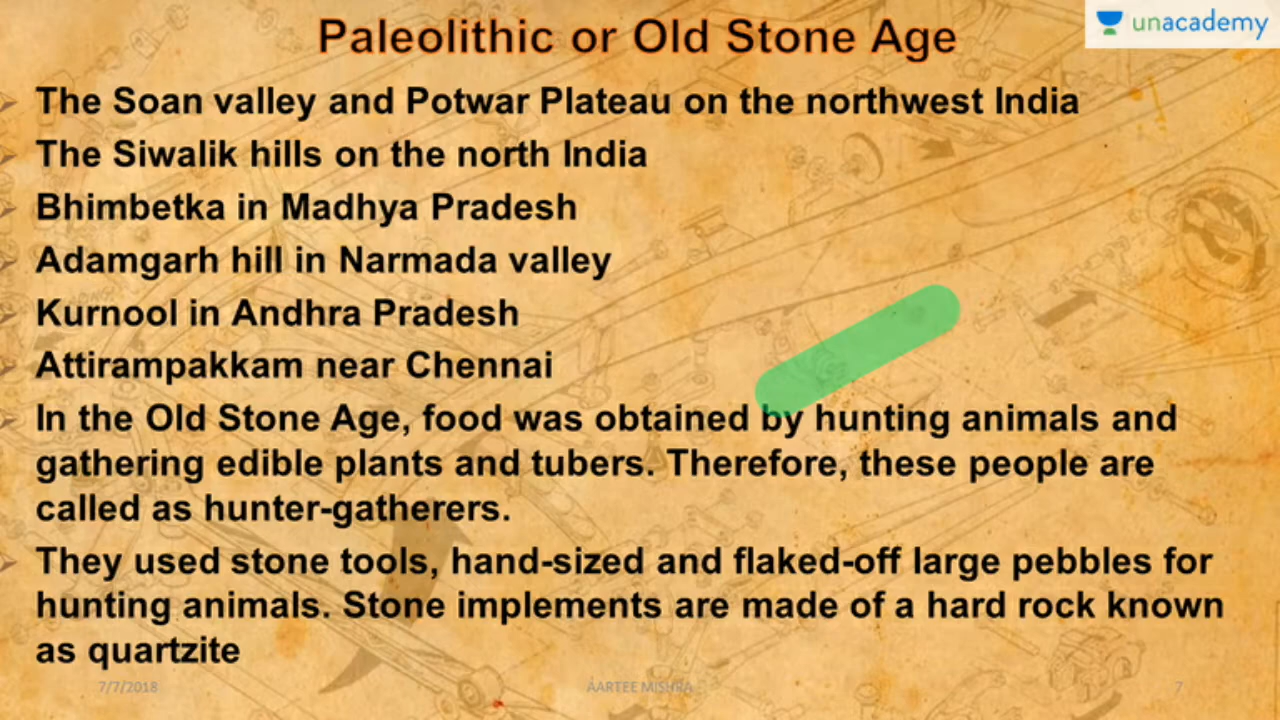 Paleolithic or Old Stone Age
unacademy
The Soan valley and Potwar Plateau on the northwest India
The Siwalik hills on the north India
Bhimbetka in Madhya Pradesh
Adamgarh hill in Narmada valley
Kurnool in Andhra Pradesh
Attirampakkam near Chennai
In the Old Stone Age, food was obtained by hunting animals and
gathering edible plants and tubers. Therefore, these people are
called as hunter-gatherers.
They used stone tools, hand-sized and flaked-off large pebbles for
hunting animals. Stone implements are made of a hard rock known
as quartzite
7/7/2018
AARTEE MISHRA
7